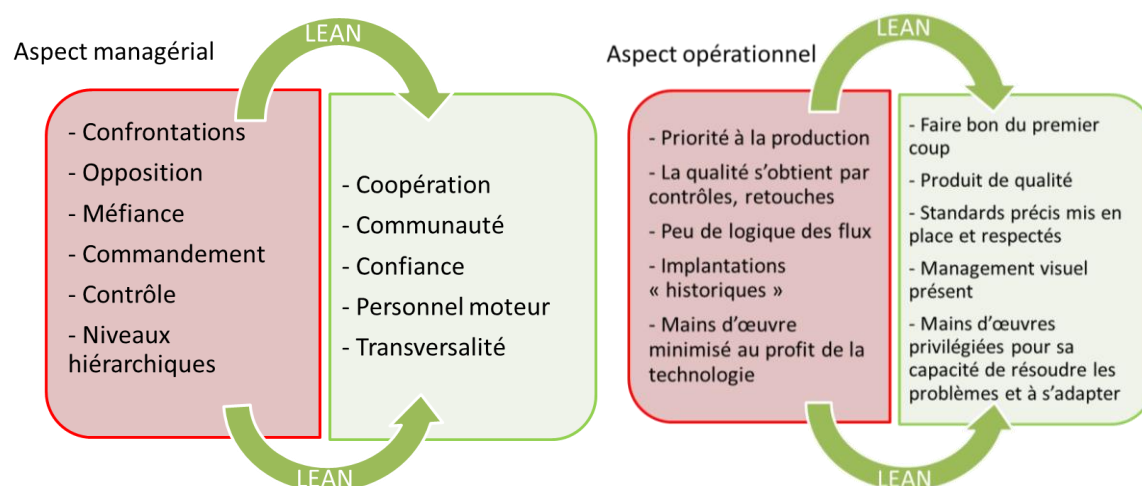 LEAN
Aspect managérial
- Confrontations
- Opposition
- Méfiance
- Commandement
- Contrôle
- Niveaux
hiérarchiques
- Coopération
- Communauté
- Confiance
- Personnel moteur
- Transversalité
LEAN
LEAN
Aspect opérationnel
- Priorité à la production
- La qualité s'obtient par
contrôles, retouches
- Peu de logique des flux
- Implantations
« historiques »
- Mains d'œuvre
minimisé au profit de la
technologie
- Faire bon du premier
coup
- Produit de qualité
- Standards précis mis en
place et respectés
- Management visuel
présent
- Mains d'œuvres
privilégiées pour sa
capacité de résoudre les
problèmes et à s'adapter
LEAN